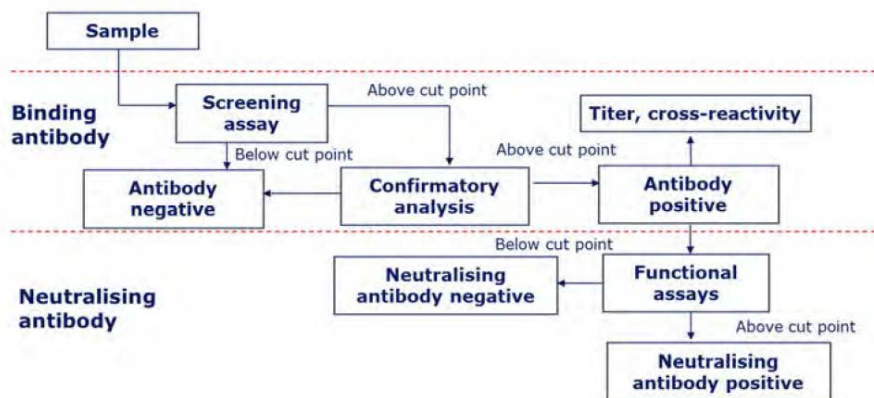 Sample
Binding
antibody
Screening
assay
Above cut point
Below cut point
Antibody
negative
Confirmatory
analysis
Above cut point
Antibody
positive
Titer, cross-reactivity
Neutralising
antibody
Below cut point
Neutralising
antibody negative
Functional
assays
Above cut point
Neutralising
antibody positive